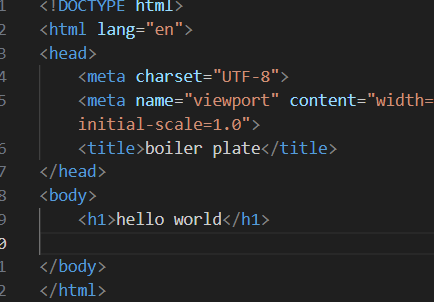 1 <!DOCTYPE html>
2 <html lang="en">
3 <head>
4 <meta charset="UTF-8">
5 <meta name="viewport" content="width=
initial-scale=1.0">
6 <title>boiler plate</title>
7 </head>
8 <body>
9 <h1>hello world</h1>
0
1 </body>
2 </html>